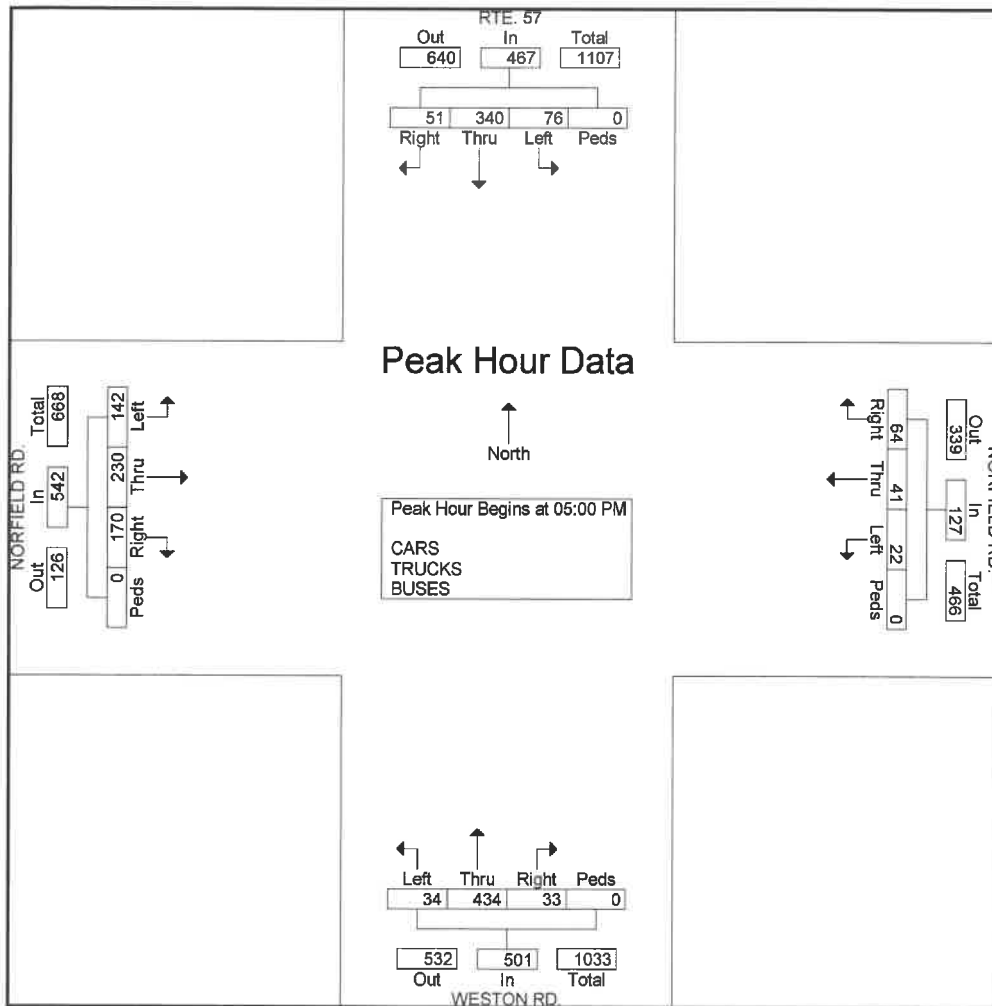 RTE. 57
Out In Total
640 467 1107
51 340 76 0
Right Thru Left Peds
Peak Hour Data
North
Peak Hour Begins at 05:00 PM
CARS
TRUCKS
BUSES
NORFIELD RD.
Out In Total
126 542 668
142 230 170 0
Left Thru Right Peds
NORFIELD RD.
Out In Total
339 127 466
64 41 22 0
Right Thru Left Peds
Left Thru Right Peds
34 434 33 0
532 501 1033
Out In Total
WESTON RD.